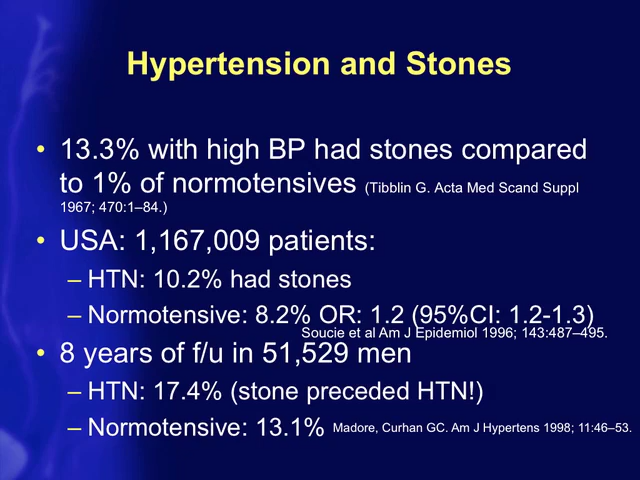 Hypertension and Stones
• 13.3% with high BP had stones compared
to 1% of normotensives (Tibblin G. Acta Med Scand Suppl
1967; 470:1–84.)
• USA: 1,167,009 patients:
– HTN: 10.2% had stones
– Normotensive: 8.2% OR: 1.2 (95%CI: 1.2-1.3)
Soucie et al Am J Epidemiol 1996; 143:487–495.
• 8 years of f/u in 51,529 men
– HTN: 17.4% (stone preceded HTN!)
– Normotensive: 13.1% Madore, Curhan GC. Am J Hypertens 1998; 11:46–53.